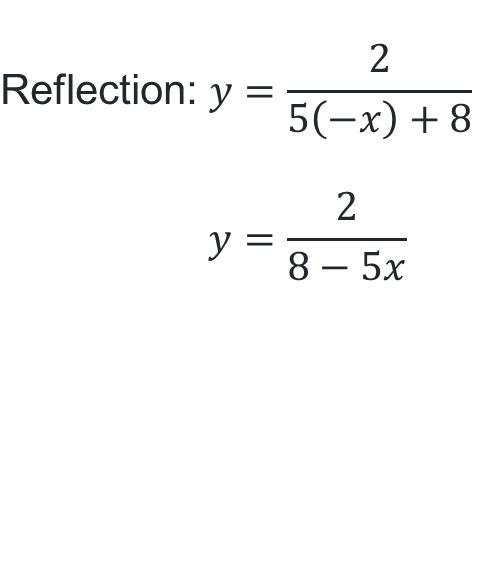 Reflection: y = 2/(5(−x) + 8)
y = 2/(8 − 5x)